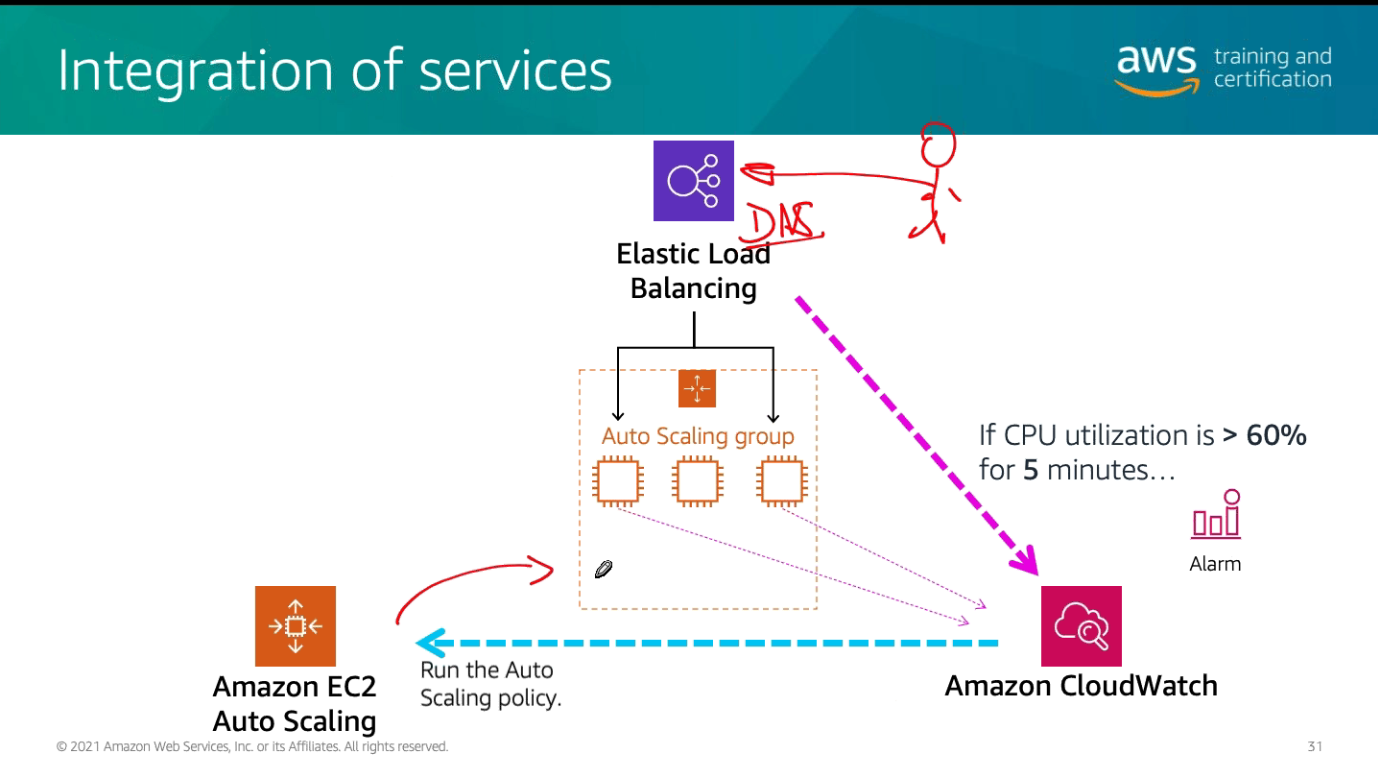 Integration of services
aws training and
certification
Elastic Load
Balancing
Auto Scaling group
If CPU utilization is > 60%
for 5 minutes…
Alarm
Run the Auto
Scaling policy.
Amazon EC2
Auto Scaling
Amazon CloudWatch
© 2021 Amazon Web Services, Inc. or its Affiliates. All rights reserved.
31